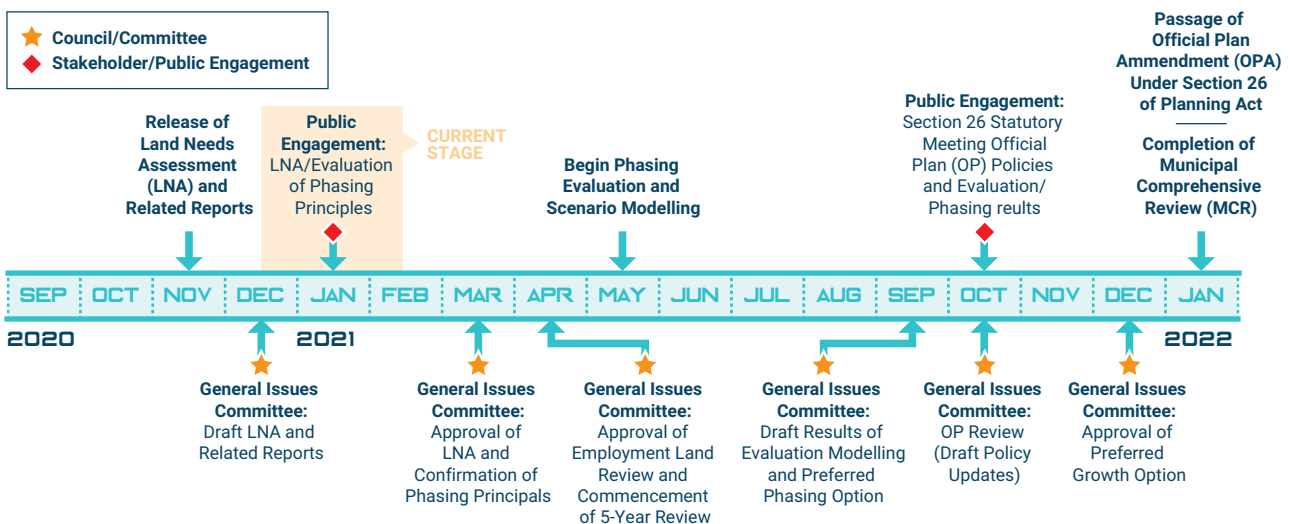 Council/Committee
Stakeholder/Public Engagement
Release of
Land Needs
Assessment
(LNA) and
Related Reports
Public
Engagement:
LNA/Evaluation
of Phasing
Principles
CURRENT
STAGE
Begin Phasing
Evaluation and
Scenario Modelling
Public Engagement:
Section 26 Statutory
Meeting Official
Plan (OP) Policies
and Evaluation/
Phasing reults
Passage of
Official Plan
Ammendment (OPA)
Under Section 26
of Planning Act
Completion of
Municipal
Comprehensive
Review (MCR)
SEP OCT NOV DEC JAN FEB MAR APR MAY JUN JUL AUG SEP OCT NOV DEC JAN
2020 2021 2022
General Issues
Committee:
Draft LNA and
Related Reports
General Issues
Committee:
Approval of
LNA and
Confirmation of
Phasing Principals
General Issues
Committee:
Approval of
Employment Land
Review and
Commencement
of 5-Year Review
General Issues
Committee:
Draft Results of
Evaluation Modelling
and Preferred
Phasing Option
General Issues
Committee:
OP Review
(Draft Policy
Updates)
General Issues
Committee:
Approval of
Preferred
Growth Option